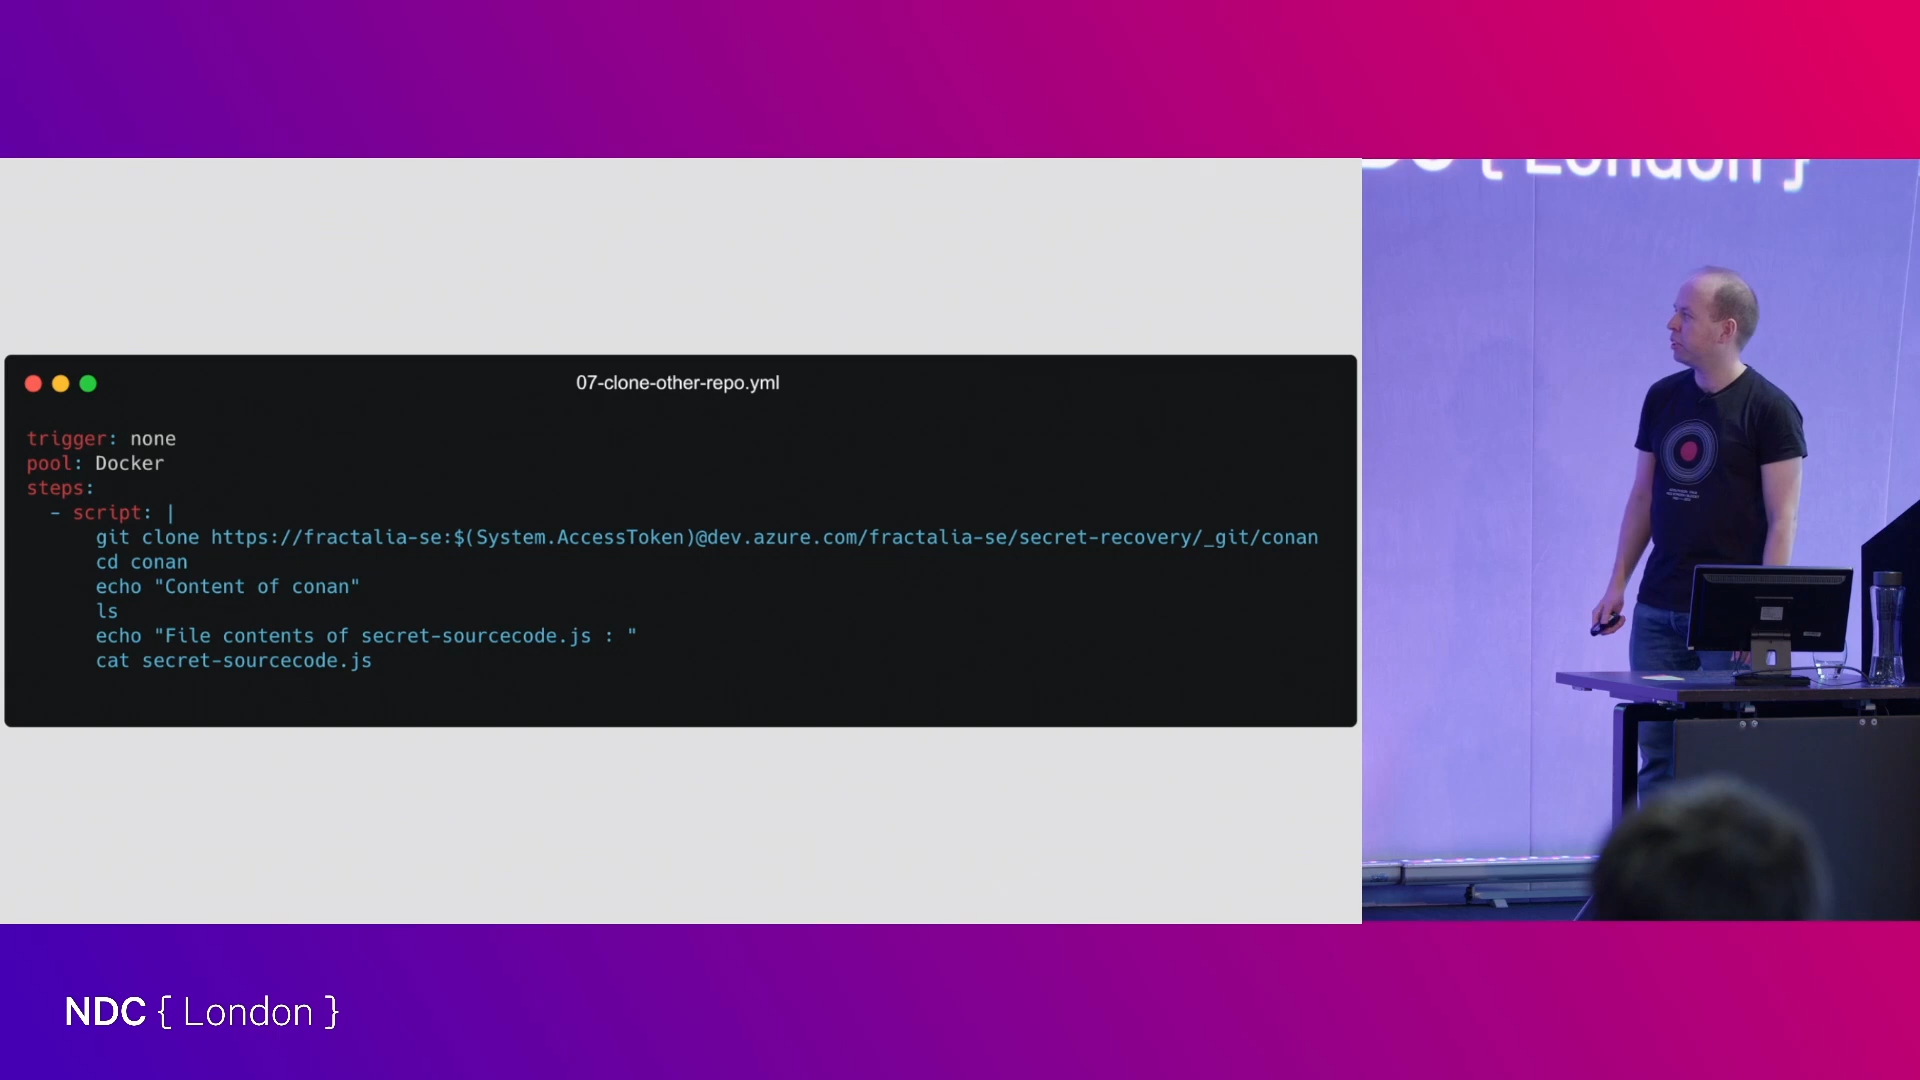 07-clone-other-repo.yml
trigger: none
pool: Docker
steps:
  - script: |
      git clone https://fractalia-se:$(System.AccessToken)@dev.azure.com/fractalia-se/secret-recovery/_git/conan
      cd conan
      echo "Content of conan"
      ls
      echo "File contents of secret-sourcecode.js : "
      cat secret-sourcecode.js
{ London }
NDC { London }